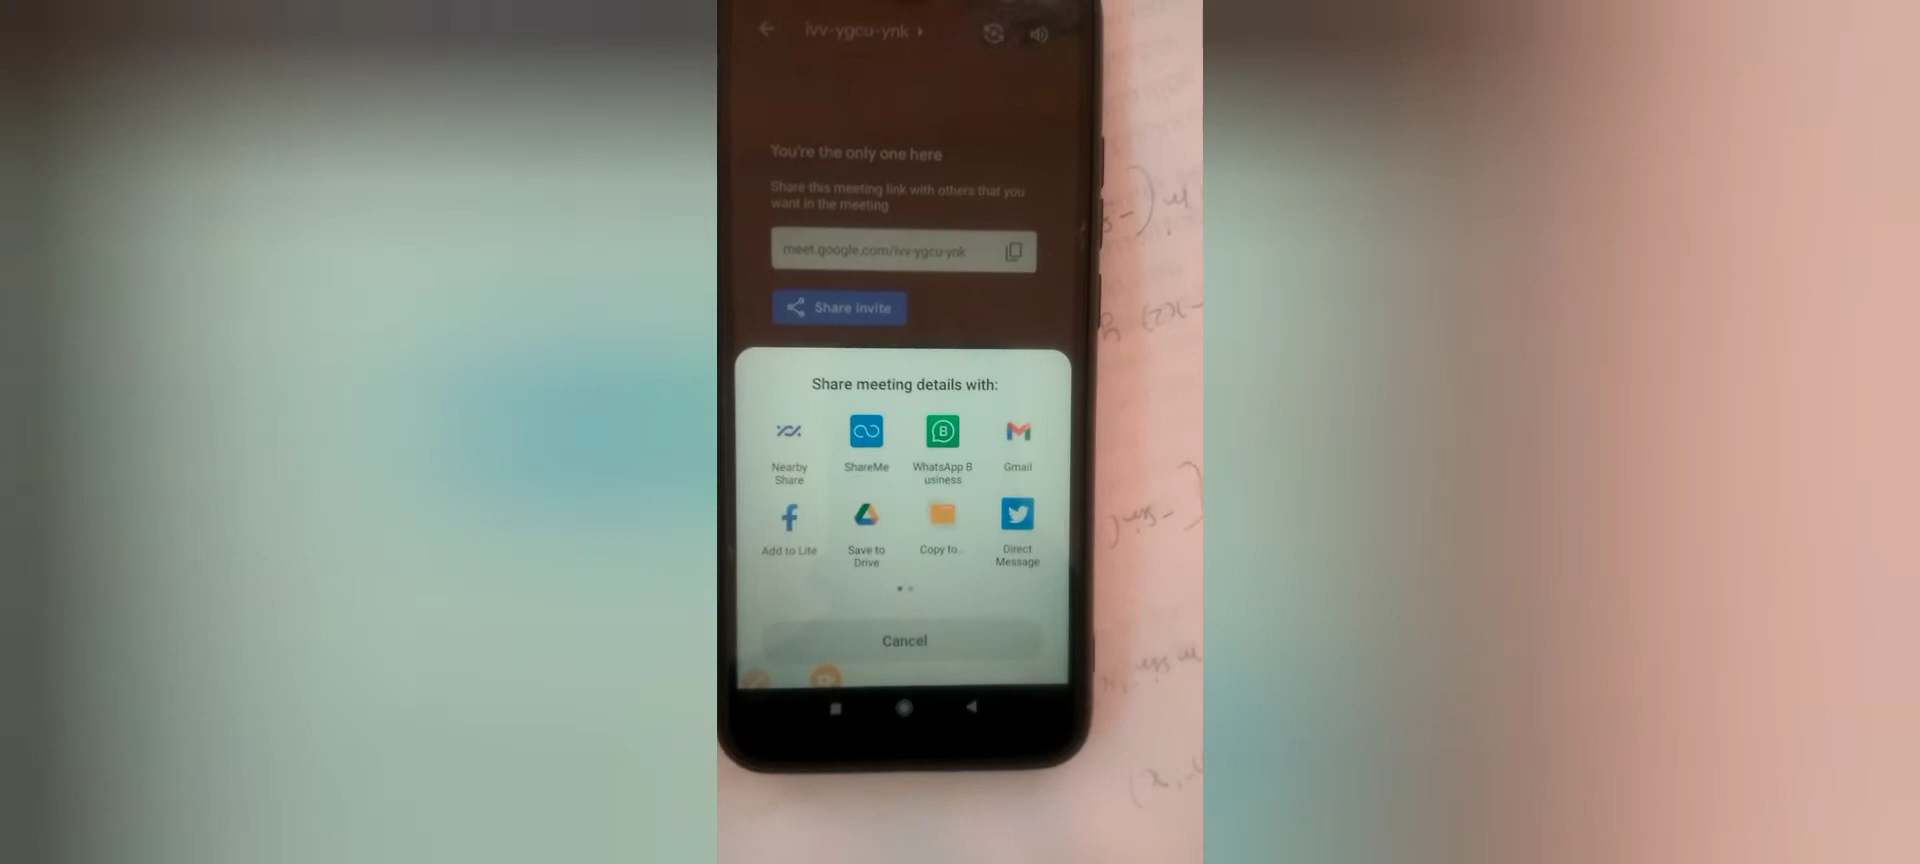 ivv-ygcu-ynk
You're the only one here
Share this meeting link with others that you
want in the meeting
meet.google.com/ivv-ygcu-ynk
Share invite
Share meeting details with:
Nearby
Share
ShareMe
WhatsApp B
usiness
Gmail
Add to Lite
Save to
Drive
Copy to..
Direct
Message
Cancel